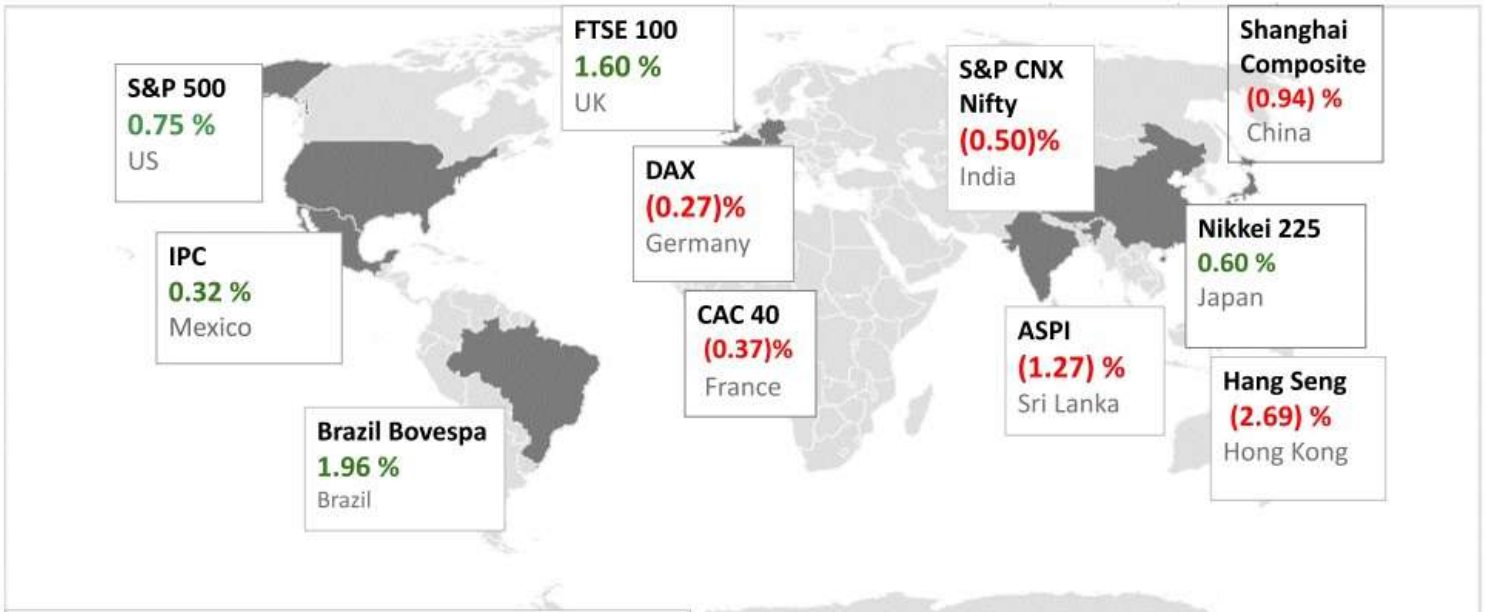 S&P 500
0.75 %
US
FTSE 100
1.60 %
UK
S&P CNX
Nifty
(0.50)%
India
Shanghai
Composite
(0.94) %
China
DAX
(0.27)%
Germany
IPC
0.32 %
Mexico
Nikkei 225
0.60 %
Japan
CAC 40
(0.37)%
France
ASPI
(1.27) %
Sri Lanka
Hang Seng
(2.69) %
Hong Kong
Brazil Bovespa
1.96 %
Brazil